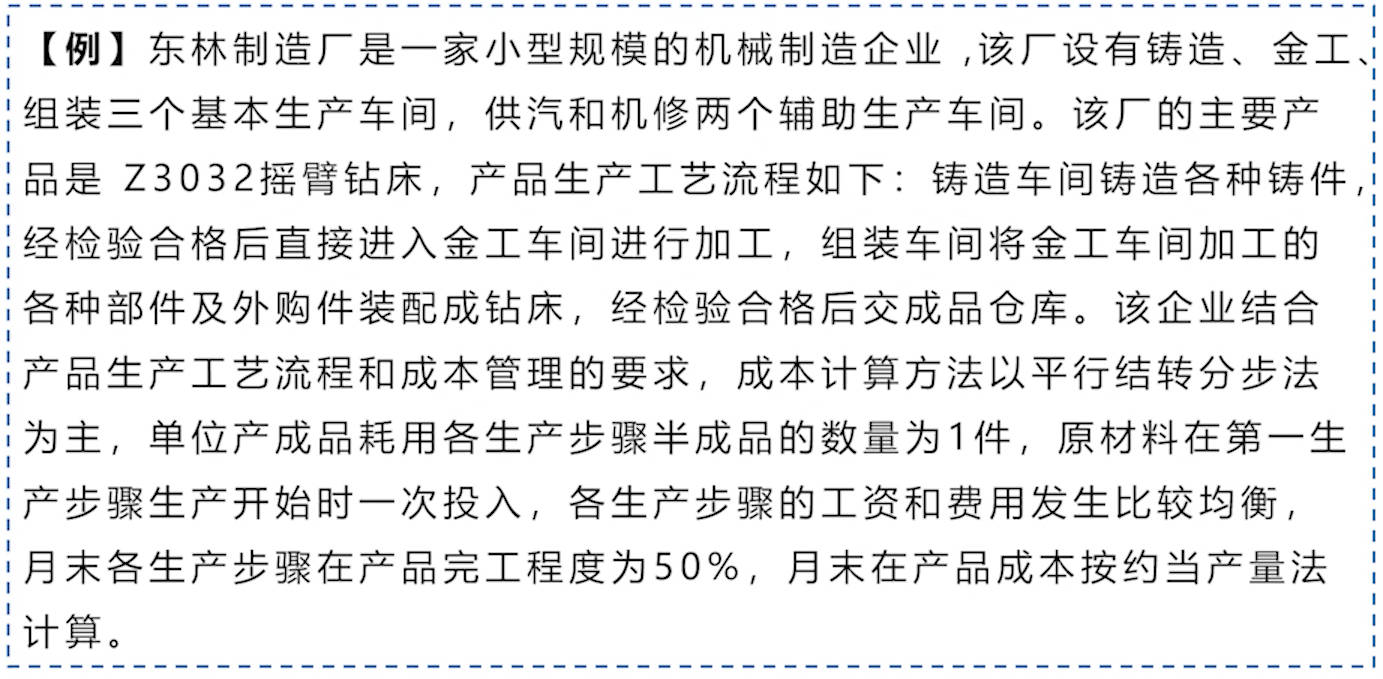 【例】东林制造厂是一家小型规模的机械制造企业,该厂设有铸造、金工、
组装三个基本生产车间，供汽和机修两个辅助生产车间。该厂的主要产
品是 Z3032摇臂钻床，产品生产工艺流程如下：铸造车间铸造各种铸件，
经检验合格后直接进入金工车间进行加工，组装车间将金工车间加工的
各种部件及外购件装配成钻床，经检验合格后交成品仓库。该企业结合
产品生产工艺流程和成本管理的要求，成本计算方法以平行结转分步法
为主，单位产成品耗用各生产步骤半成品的数量为1件，原材料在第一生
产步骤生产开始时一次投入，各生产步骤的工资和费用发生比较均衡，
月末各生产步骤在产品完工程度为50%，月末在产品成本按约当产量法
计算。